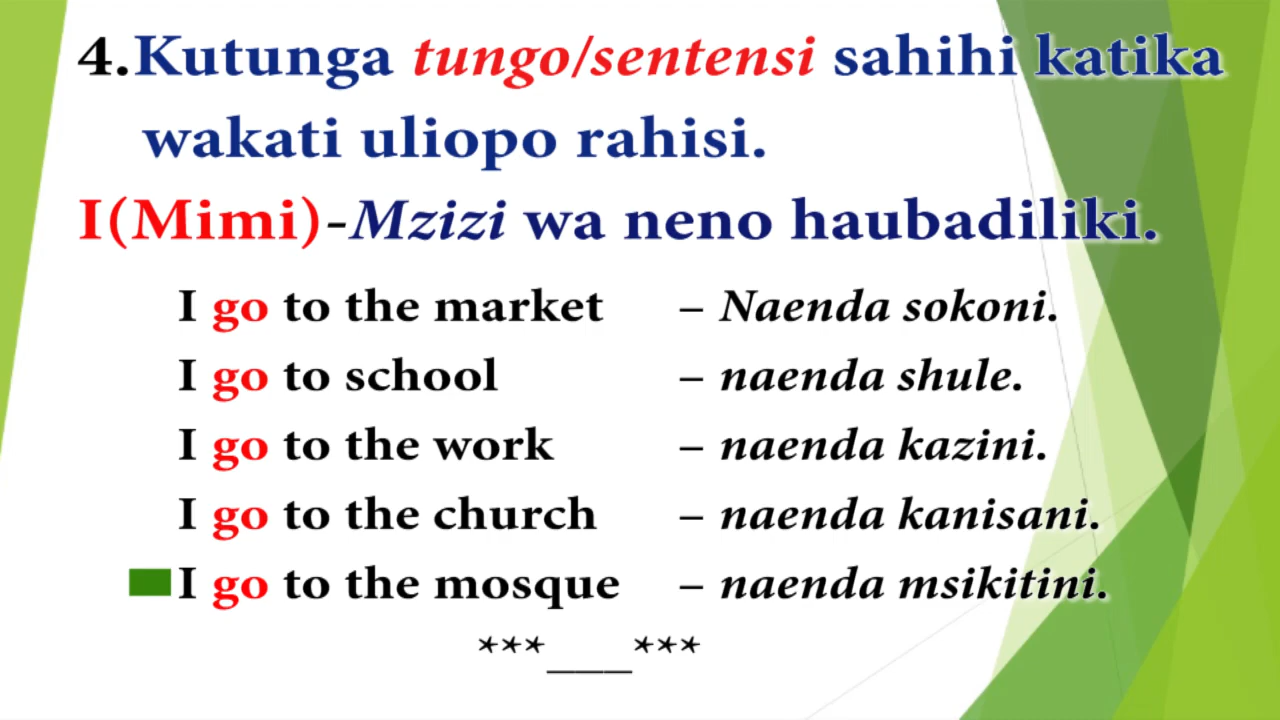 4.Kutunga tungo/sentensi sahihi katika
wakati uliopo rahisi.
I(Mimi)-Mzizi wa neno haubadiliki.
I go to the market – Naenda sokoni.
I go to school – naenda shule.
I go to the work – naenda kazini.
I go to the church – naenda kanisani.
I go to the mosque – naenda msikitini.
***___***